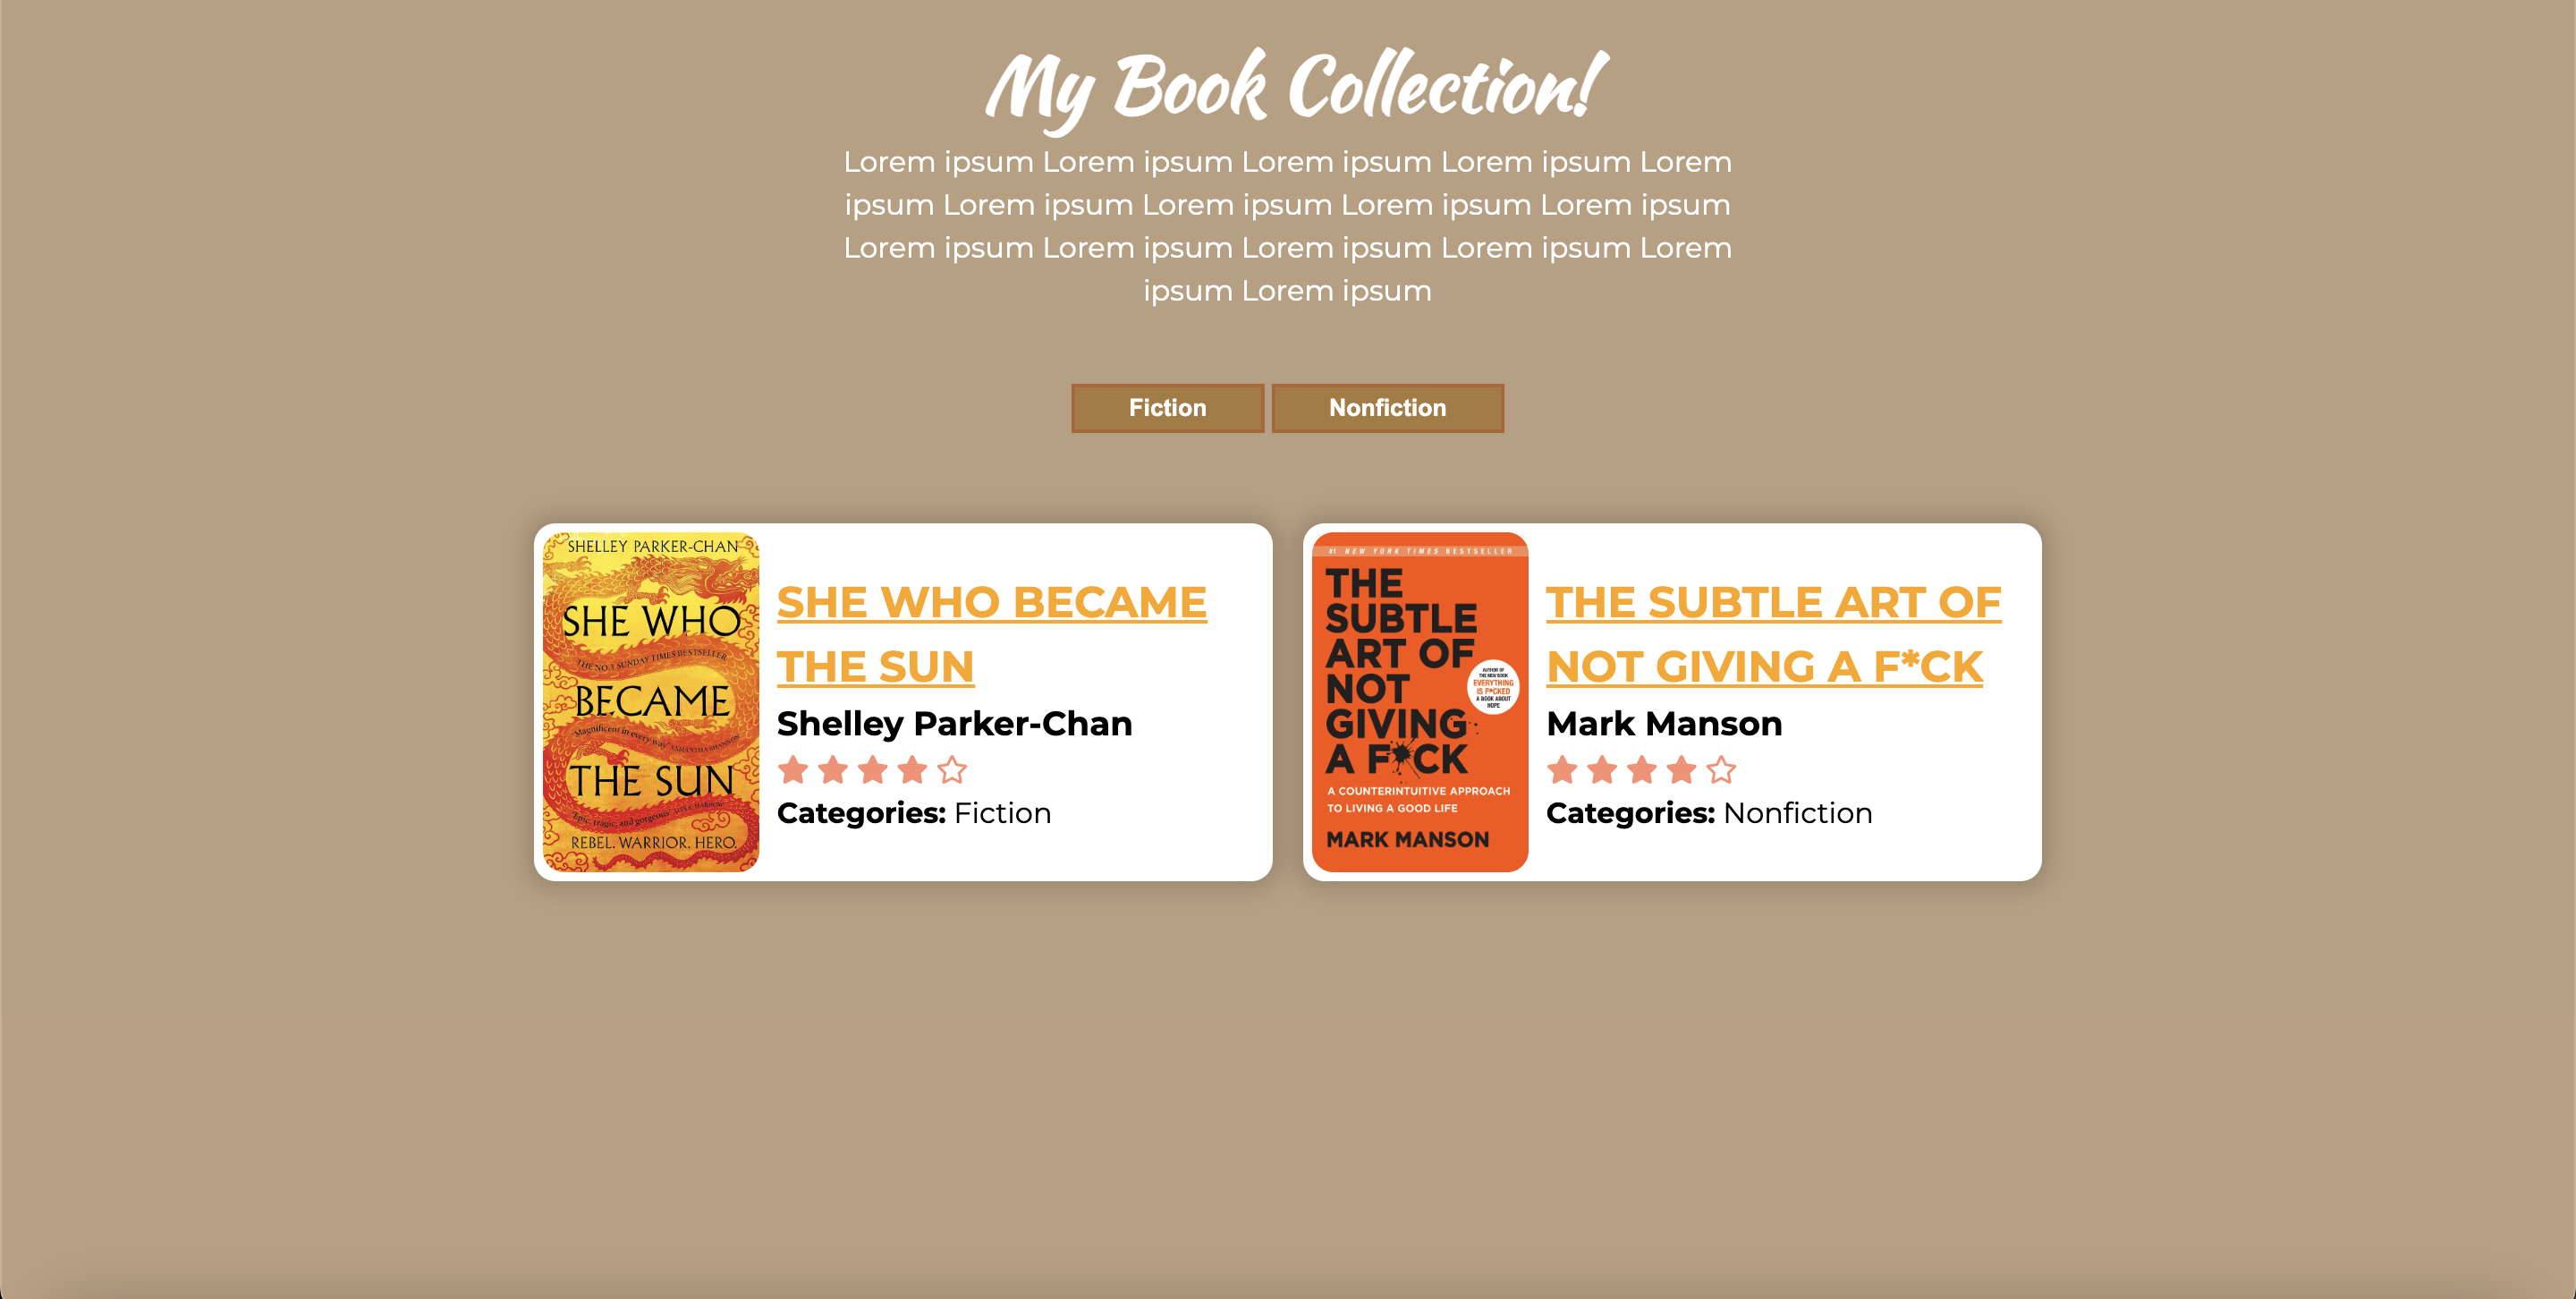 My Book Collection!
Lorem ipsum Lorem ipsum Lorem ipsum Lorem ipsum Lorem
ipsum Lorem ipsum Lorem ipsum Lorem ipsum Lorem ipsum
Lorem ipsum Lorem ipsum Lorem ipsum Lorem ipsum Lorem
ipsum Lorem ipsum
Fiction
Nonfiction
SHELLEY PARKER-CHAN
SHE WHO
THE NO.1 SUNDAY TIMES BESTSELLER
BECAME
'Magnificent in every way' SAMANTHA SHANNON
THE SUN
'Epic, tragic, and gorgeous' ALIX E. HARROW
REBEL. WARRIOR. HERO.
SHE WHO BECAME
THE SUN
Shelley Parker-Chan
Categories: Fiction
#1 NEW YORK TIMES BESTSELLER
THE
SUBTLE
ART OF
NOT
GIVING
A F*CK
AUTHOR OF
THE NEW BOOK
EVERYTHING
IS F*CKED
A BOOK ABOUT
HOPE
A COUNTERINTUITIVE APPROACH
TO LIVING A GOOD LIFE
MARK MANSON
THE SUBTLE ART OF
NOT GIVING A F*CK
Mark Manson
Categories: Nonfiction